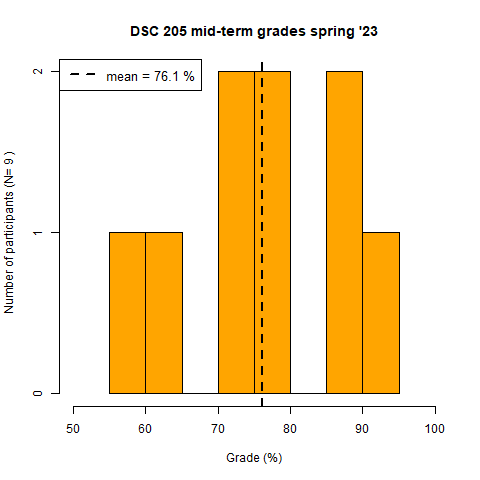 DSC 205 mid-term grades spring '23
mean = 76.1 %
Number of participants (N= 9 )
2
1
0
50 60 70 80 90 100
Grade (%)